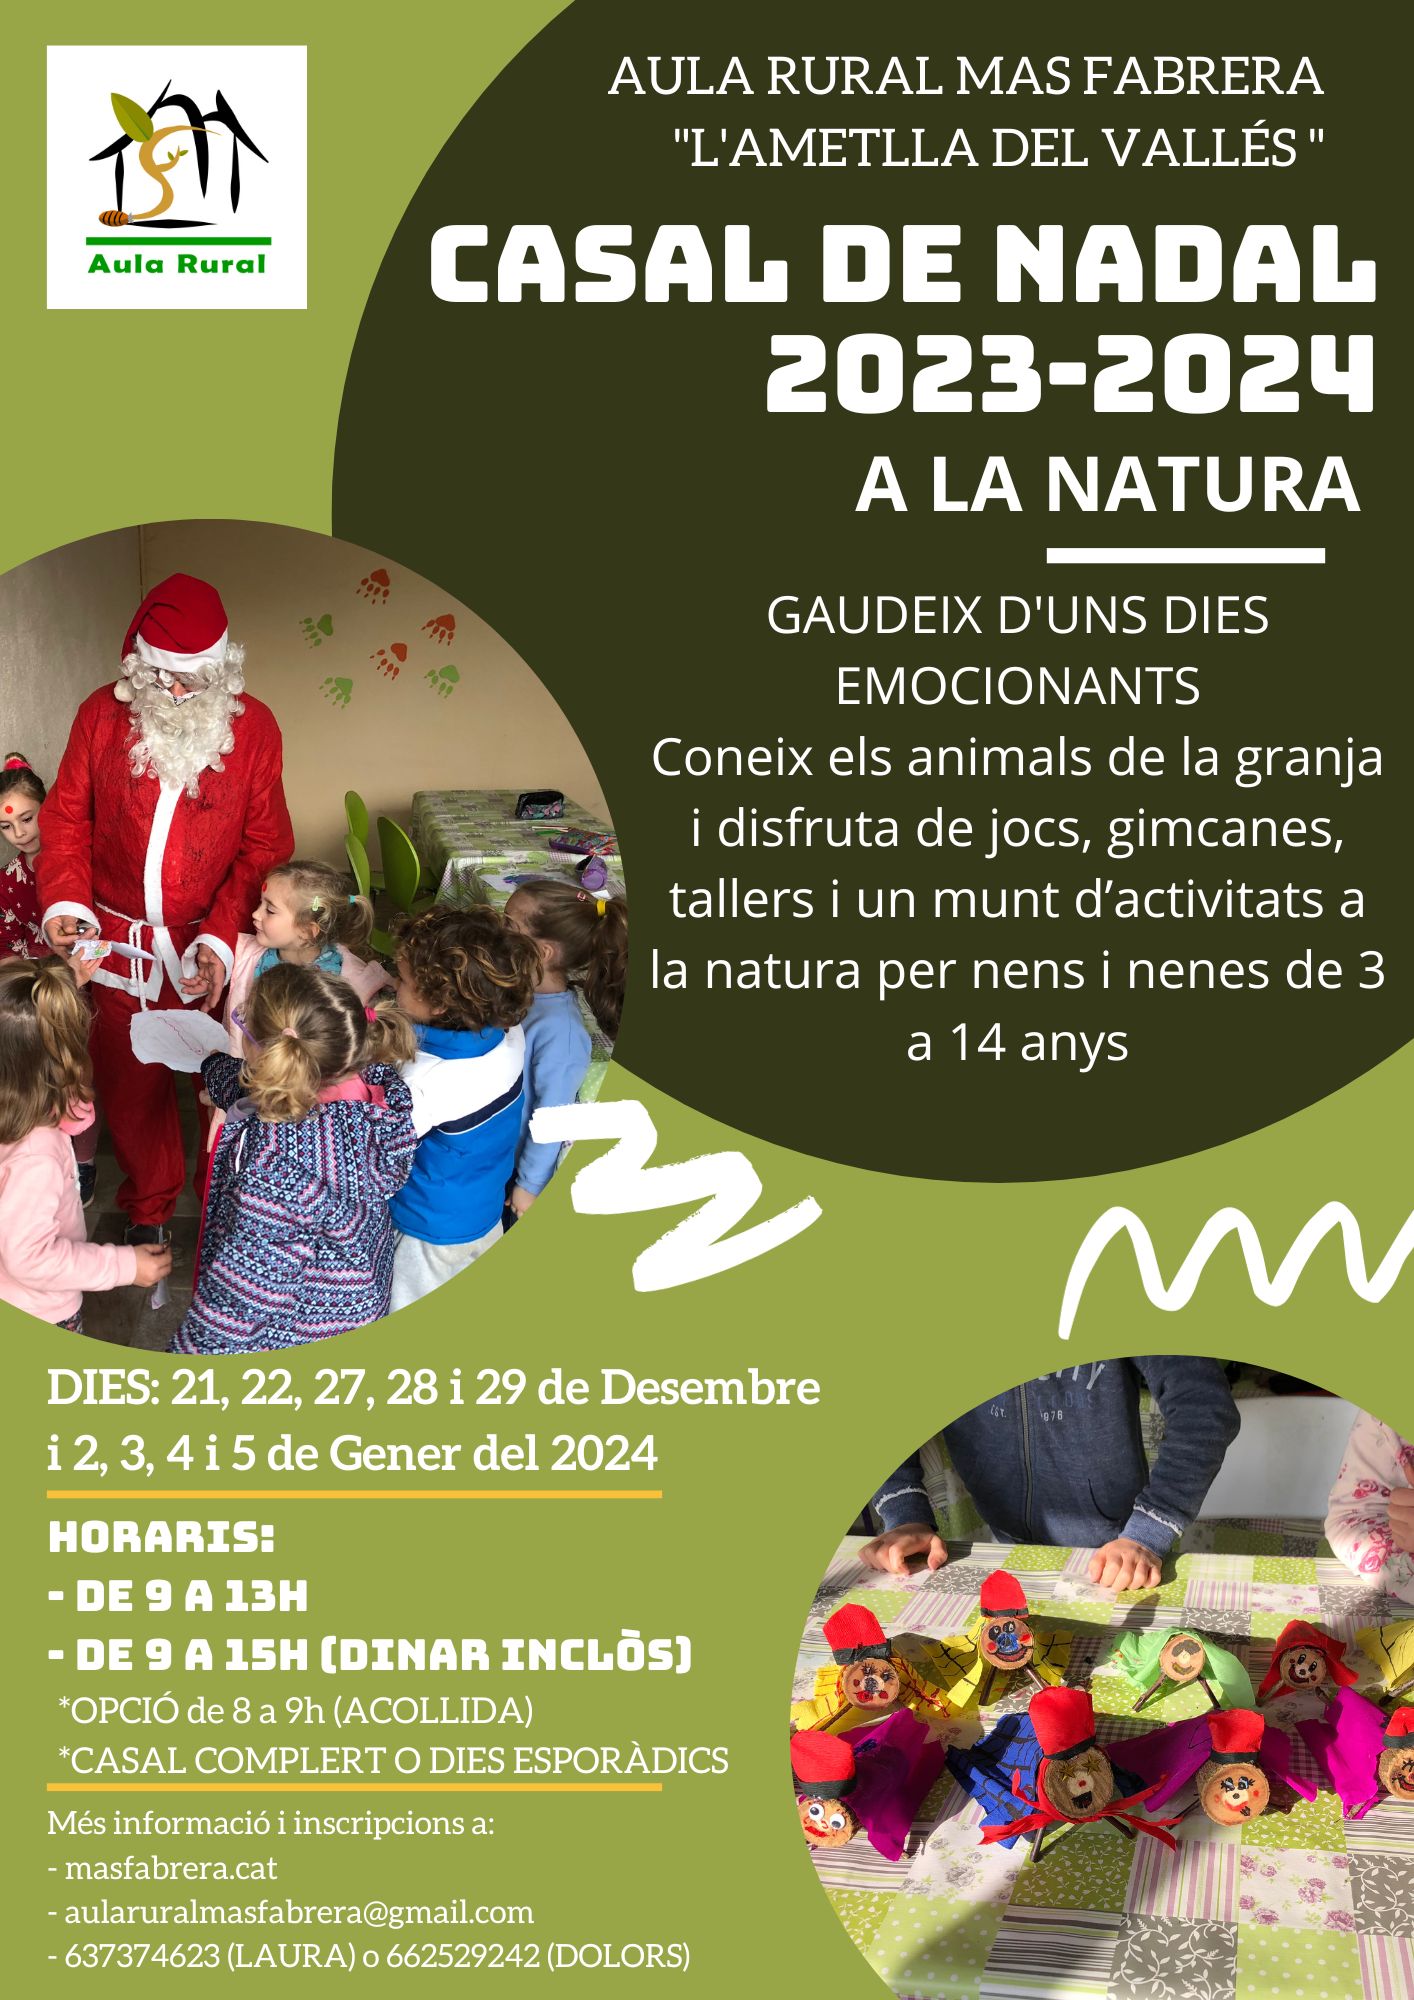 Aula Rural
AULA RURAL MAS FABRERA
"L'AMETLLA DEL VALLÉS "
CASAL DE NADAL
2023-2024
A LA NATURA
GAUDEIX D'UNS DIES
EMOCIONANTS
Coneix els animals de la granja
i disfruta de jocs, gimcanes,
tallers i un munt d’activitats a
la natura per nens i nenes de 3
a 14 anys
DIES: 21, 22, 27, 28 i 29 de Desembre
i 2, 3, 4 i 5 de Gener del 2024
HORARIS:
- DE 9 A 13H
- DE 9 A 15H (DINAR INCLÒS)
*OPCIÓ de 8 a 9h (ACOLLIDA)
*CASAL COMPLERT O DIES ESPORÀDICS
Més informació i inscripcions a:
- masfabrera.cat
- aularuralmasfabrera@gmail.com
- 637374623 (LAURA) o 662529242 (DOLORS)